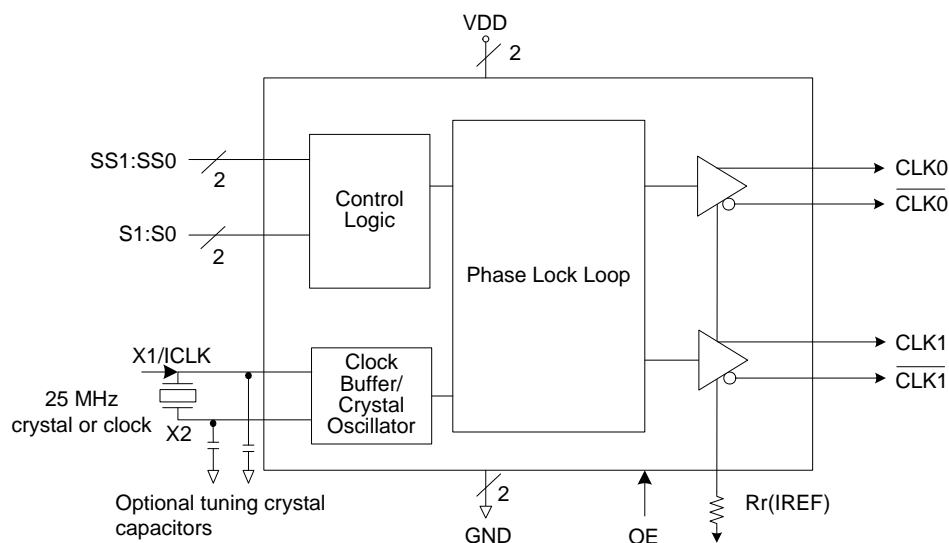 VDD
2
SS1:SS0
2
Control
Logic
S1:S0
2
Phase Lock Loop
CLK0
CLK0
X1/ICLK
25 MHz
crystal or clock
X2
Clock
Buffer/
Crystal
Oscillator
CLK1
CLK1
Optional tuning crystal
capacitors
2
GND
OE
Rr(IREF)